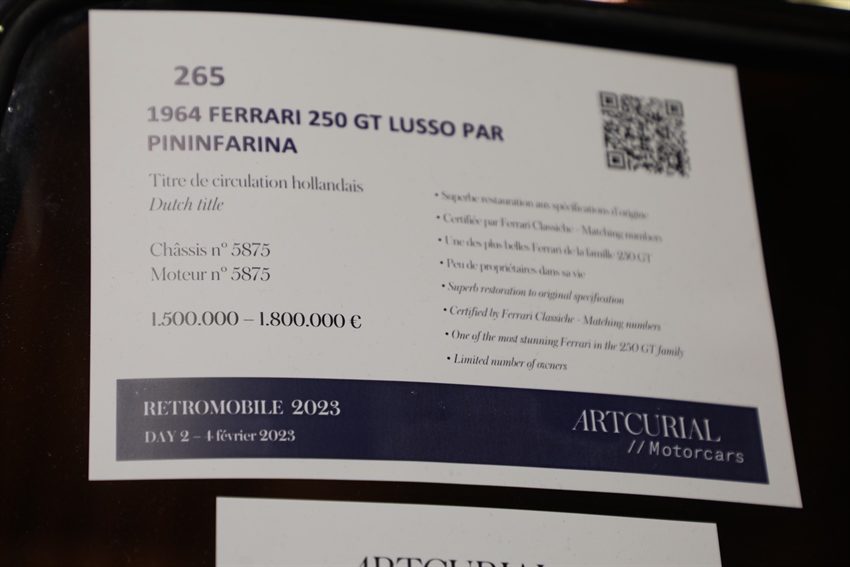 265
1964 FERRARI 250 GT LUSSO PAR
PININFARINA
Titre de circulation hollandais
Dutch title
Châssis n° 5875
Moteur n° 5875
1.500.000 – 1.800.000 €
• Superbe restauration aux spécifications d'origine
• Certifiée par Ferrari Classiche - Matching numbers
• Une des plus belles Ferrari de la famille 250 GT
• Peu de propriétaires dans sa vie
• Superb restoration to original specification
• Certified by Ferrari Classiche - Matching numbers
• One of the most stunning Ferrari in the 250 GT family
• Limited number of owners
RETROMOBILE 2023
DAY 2 – 4 février 2023
ARTCURIAL
//Motorcars
ARTCURIAL